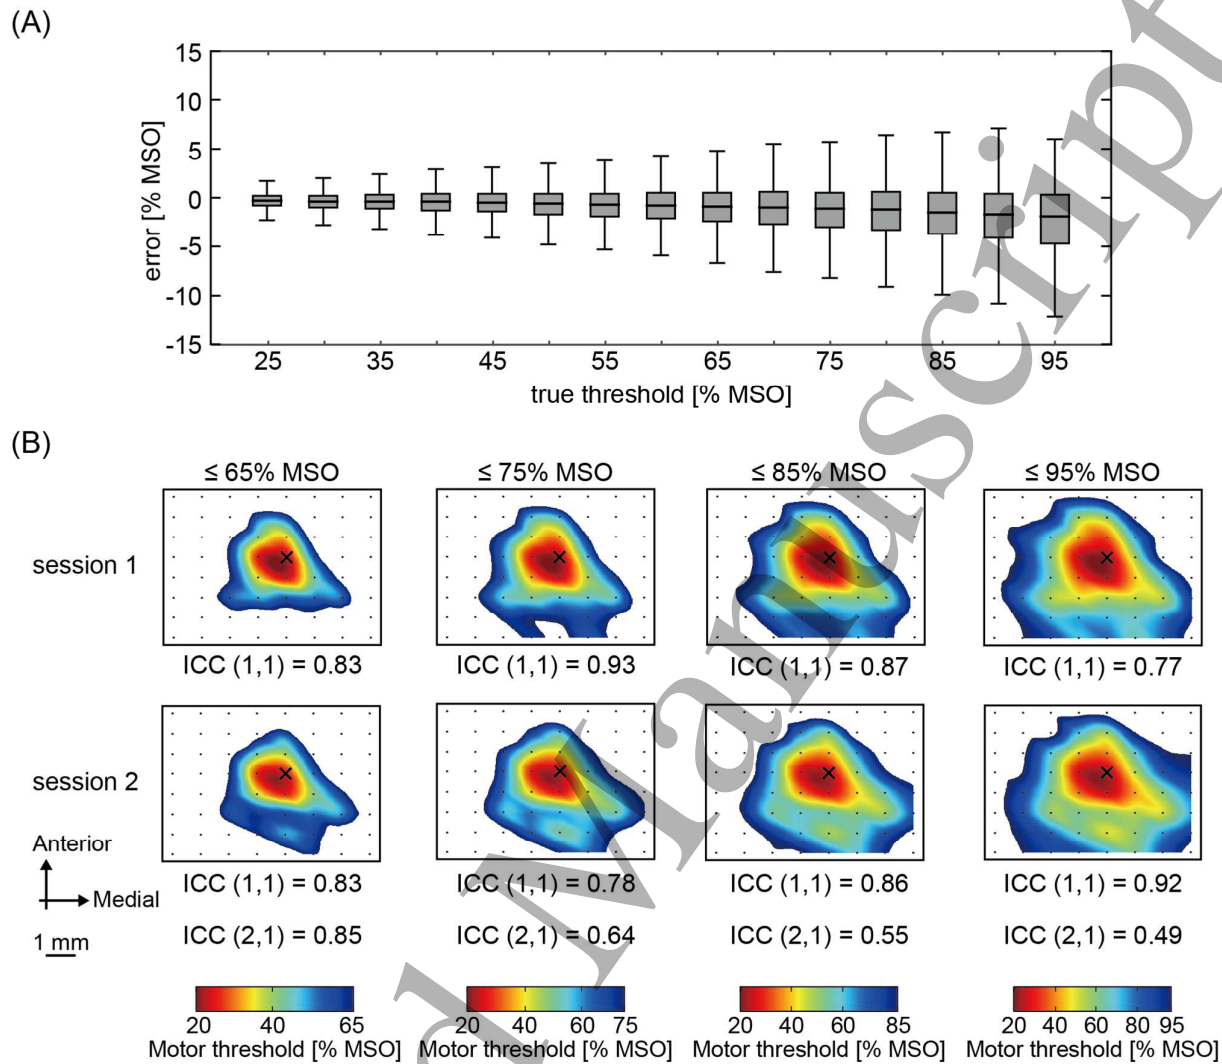 (A)
15
10
5
0
-5
-10
-15
error [% MSO]
25 35 45 55 65 75 85 95
true threshold [% MSO]
(B)
≤ 65% MSO ≤ 75% MSO ≤ 85% MSO ≤ 95% MSO
session 1
ICC (1,1) = 0.83 ICC (1,1) = 0.93 ICC (1,1) = 0.87 ICC (1,1) = 0.77
session 2
Anterior
Medial
1 mm
ICC (1,1) = 0.83 ICC (1,1) = 0.78 ICC (1,1) = 0.86 ICC (1,1) = 0.92
ICC (2,1) = 0.85 ICC (2,1) = 0.64 ICC (2,1) = 0.55 ICC (2,1) = 0.49
20 40 65 20 40 60 75 20 40 60 85 20 40 60 80 95
Motor threshold [% MSO] Motor threshold [% MSO] Motor threshold [% MSO] Motor threshold [% MSO]
d Manuscript